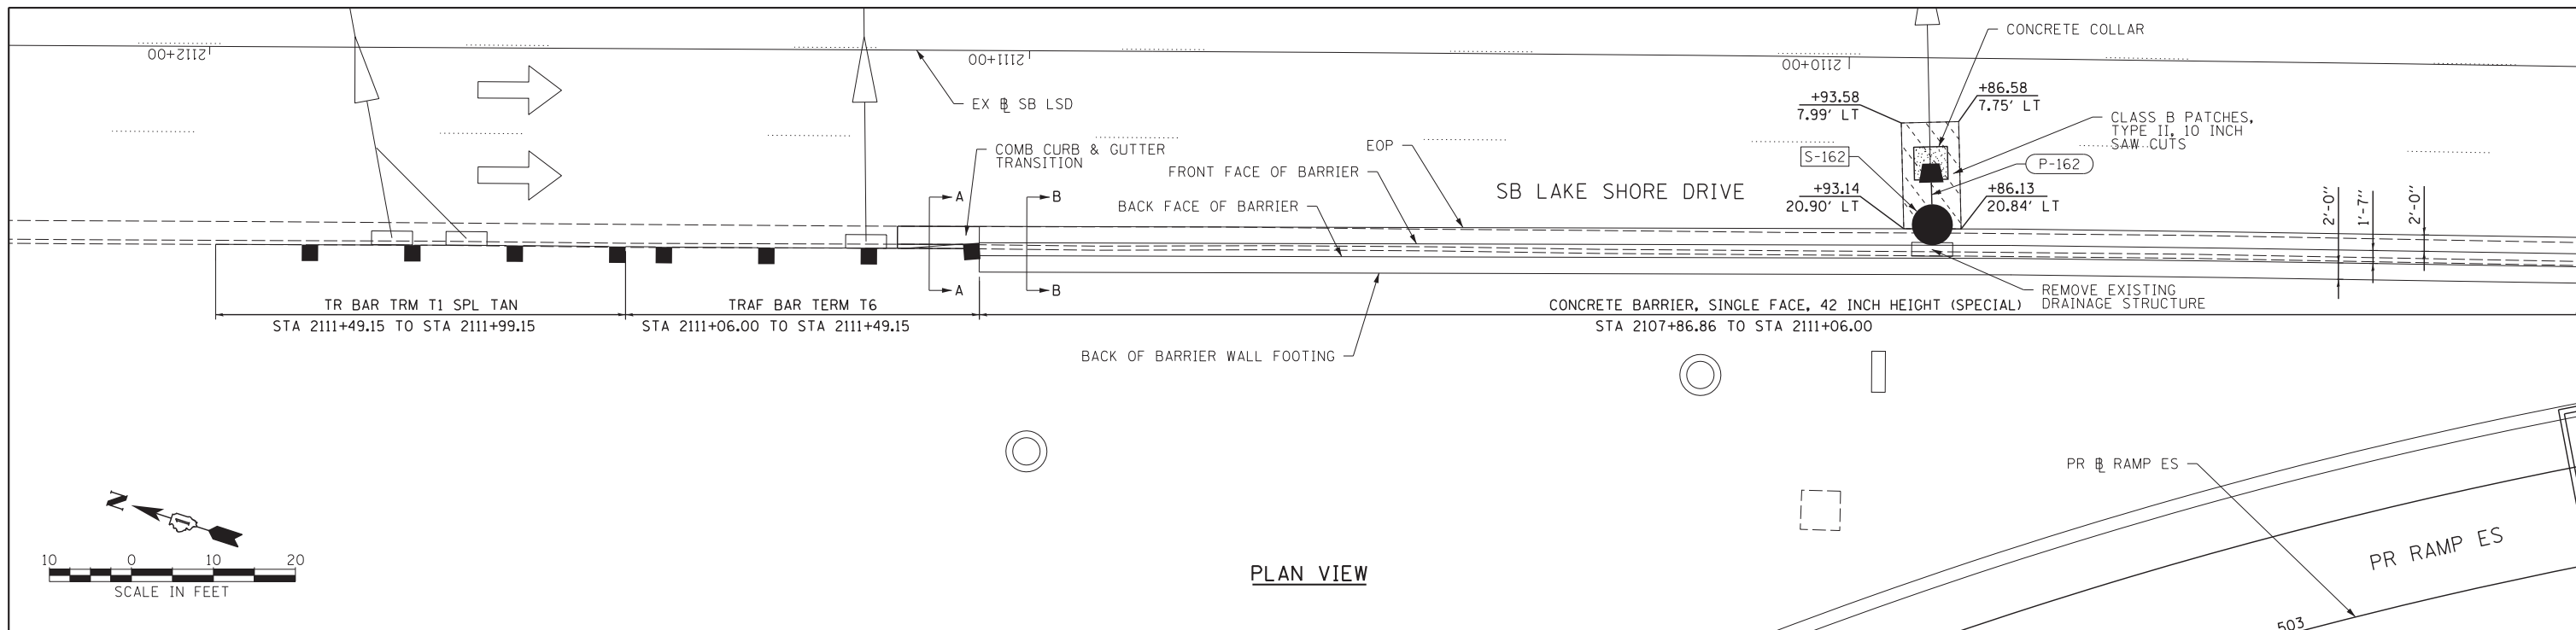 2112+00
2111+00
2110+00
CONCRETE COLLAR
EX ⅊ SB LSD
+93.58
7.99' LT
+86.58
7.75' LT
CLASS B PATCHES,
TYPE II, 10 INCH
SAW CUTS
COMB CURB & GUTTER
TRANSITION
EOP
S-162
P-162
FRONT FACE OF BARRIER
SB LAKE SHORE DRIVE
+93.14
20.90' LT
+86.13
20.84' LT
A
B
BACK FACE OF BARRIER
2'-0"
1'-7"
2'-0"
A
B
REMOVE EXISTING
DRAINAGE STRUCTURE
TR BAR TRM T1 SPL TAN
STA 2111+49.15 TO STA 2111+99.15
TRAF BAR TERM T6
STA 2111+06.00 TO STA 2111+49.15
CONCRETE BARRIER, SINGLE FACE, 42 INCH HEIGHT (SPECIAL)
STA 2107+86.86 TO STA 2111+06.00
BACK OF BARRIER WALL FOOTING
PR ⅊ RAMP ES
N
PR RAMP ES
10 0 10 20
SCALE IN FEET
PLAN VIEW
503